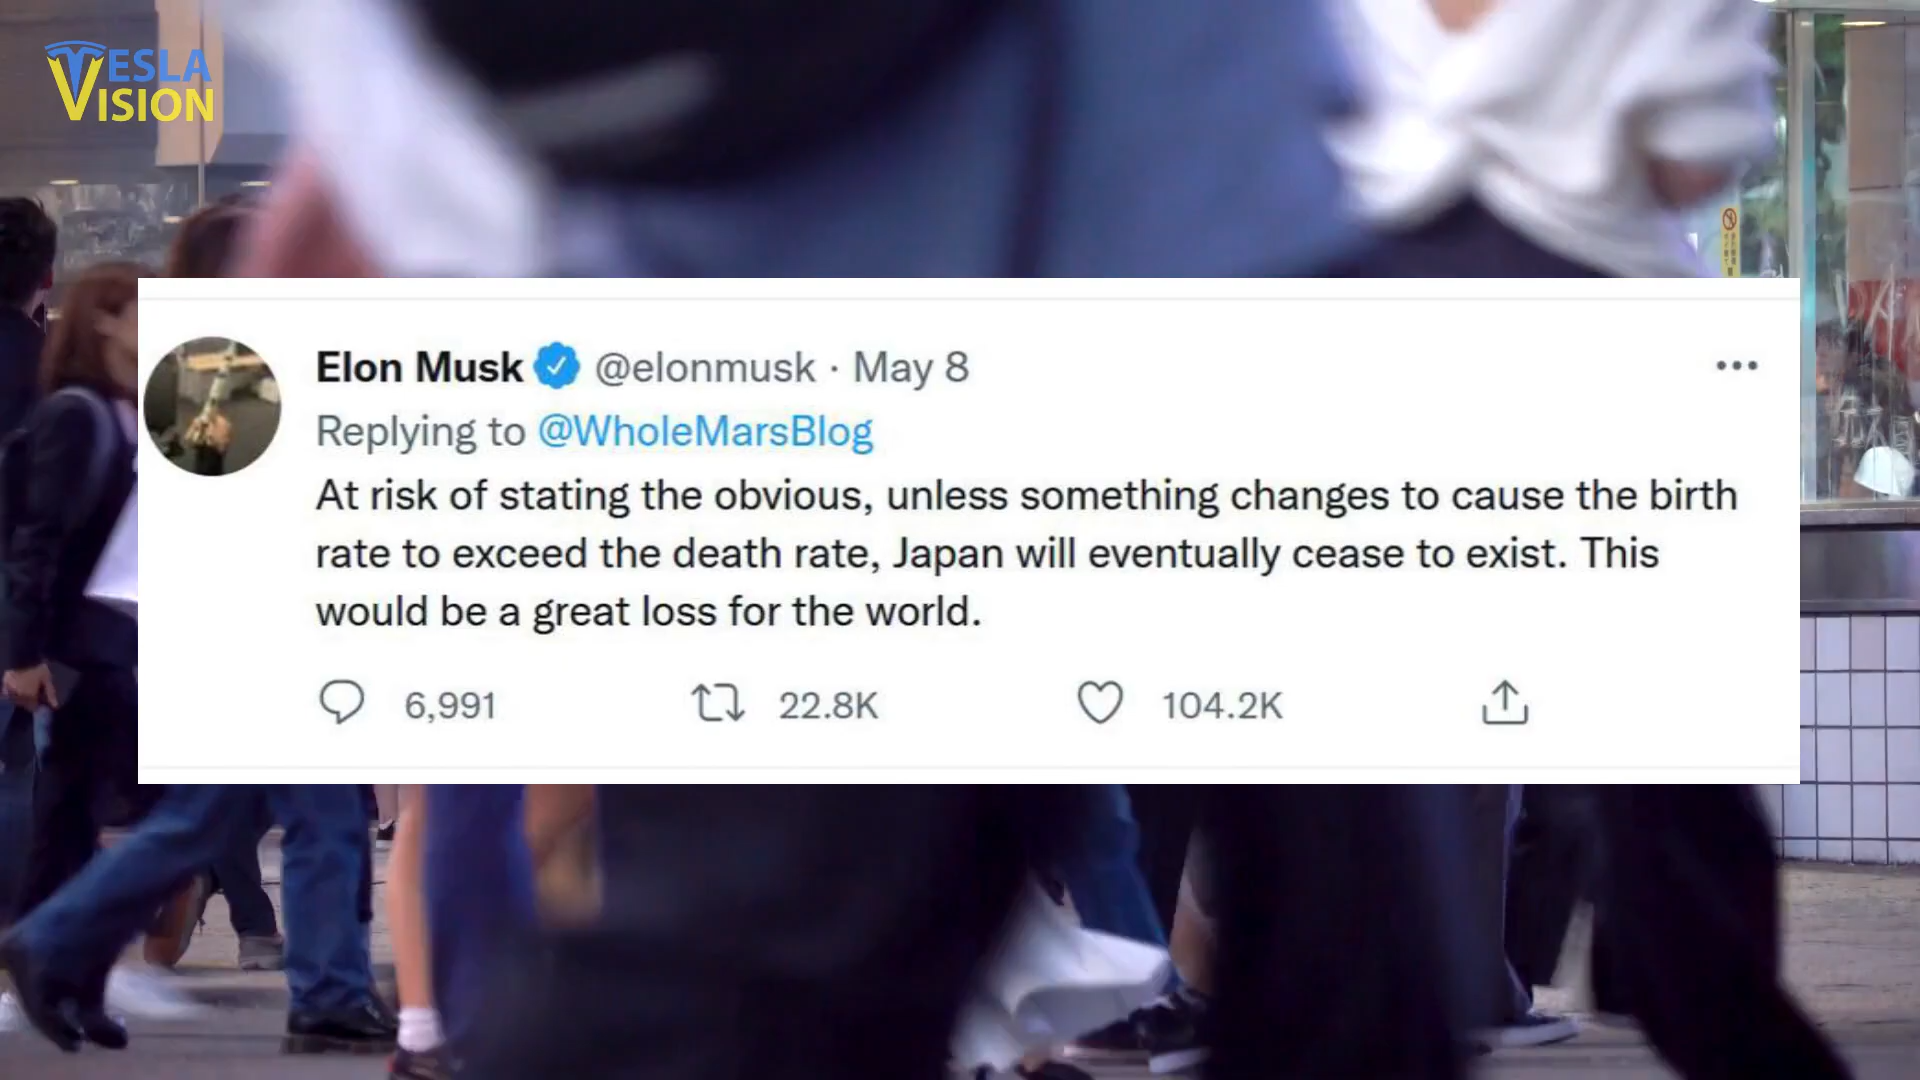 TESLA
VISION
Elon Musk @elonmusk · May 8
Replying to @WholeMarsBlog
At risk of stating the obvious, unless something changes to cause the birth
rate to exceed the death rate, Japan will eventually cease to exist. This
would be a great loss for the world.
6,991 22.8K 104.2K